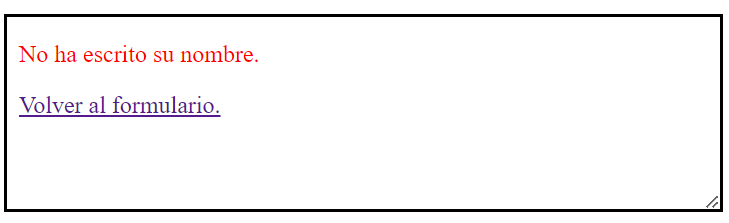 No ha escrito su nombre.
Volver al formulario.